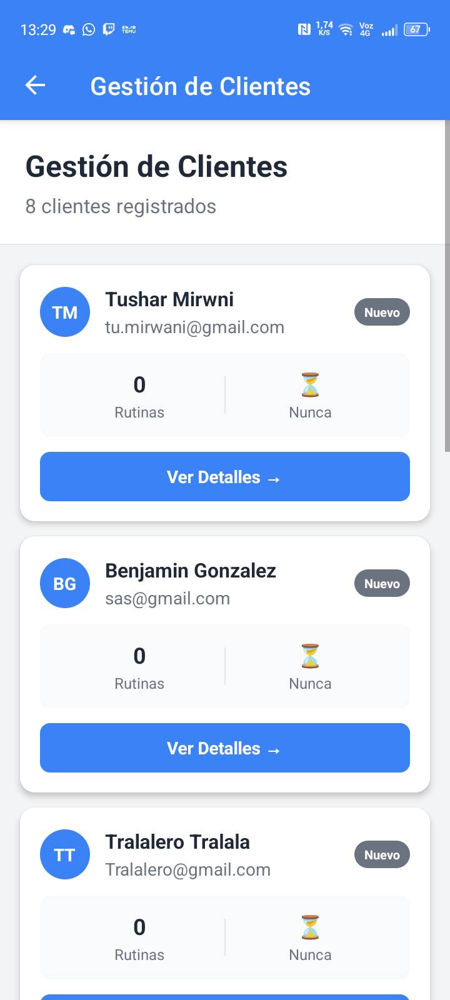 13:29
TEMU
1,74 K/S
Voz 4G
67
Gestión de Clientes
Gestión de Clientes
8 clientes registrados
TM
Tushar Mirwni
tu.mirwani@gmail.com
Nuevo
0
Rutinas
Nunca
Ver Detalles →
BG
Benjamin Gonzalez
sas@gmail.com
Nuevo
0
Rutinas
Nunca
Ver Detalles →
TT
Tralalero Tralala
Tralalero@gmail.com
Nuevo
0
Rutinas
Nunca